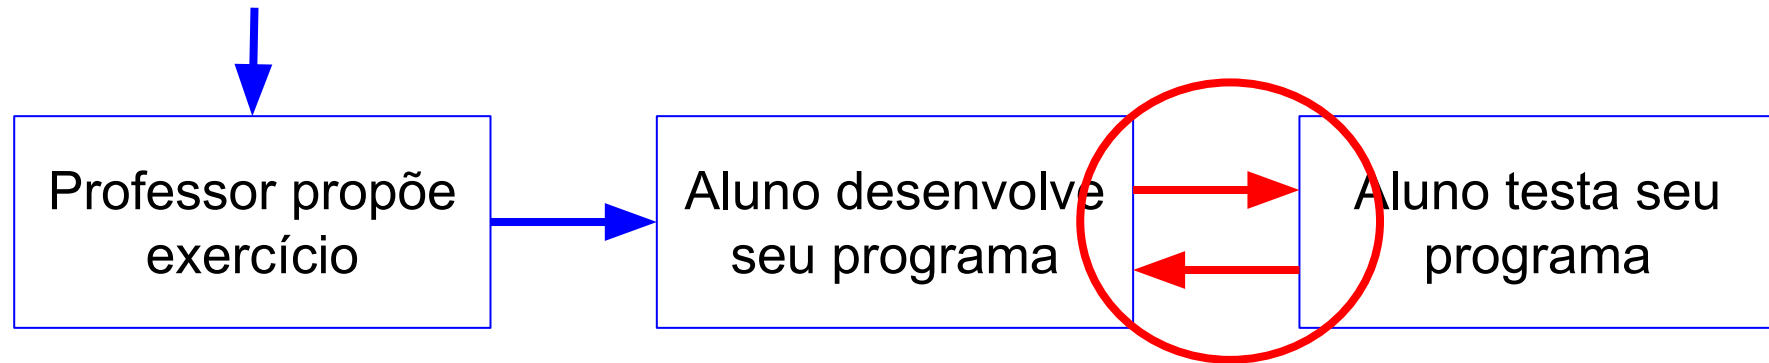 Professor propõe
exercício
Aluno desenvolve
seu programa
Aluno testa seu
programa